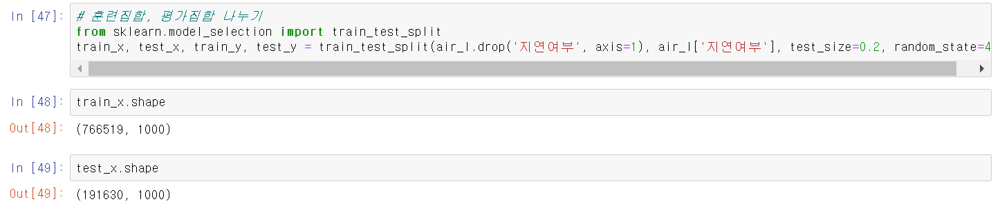 In [47]:
# 훈련집합, 평가집합 나누기
from sklearn.model_selection import train_test_split
train_x, test_x, train_y, test_y = train_test_split(air_l.drop('지연여부', axis=1), air_l['지연여부'], test_size=0.2, random_state=4
In [48]:
train_x.shape
Out[48]:
(766519, 1000)
In [49]:
test_x.shape
Out[49]:
(191630, 1000)